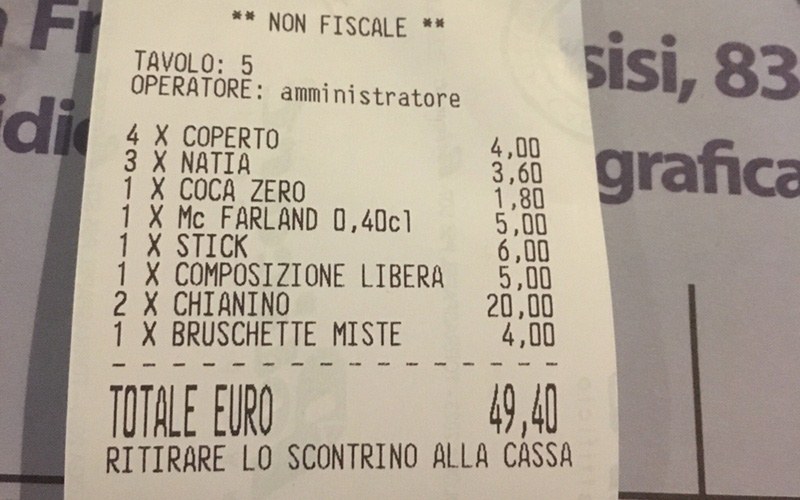 ** NON FISCALE **
TAVOLO: 5
OPERATORE: amministratore
4 X COPERTO 4,00
3 X NATIA 3,60
1 X COCA ZERO 1,80
1 X Mc FARLAND 0,40cl 5,00
1 X STICK 6,00
1 X COMPOSIZIONE LIBERA 5,00
2 X CHIANINO 20,00
1 X BRUSCHETTE MISTE 4,00
TOTALE EURO 49,40
RITIRARE LO SCONTRINO ALLA CASSA
sisi, 83
grafica